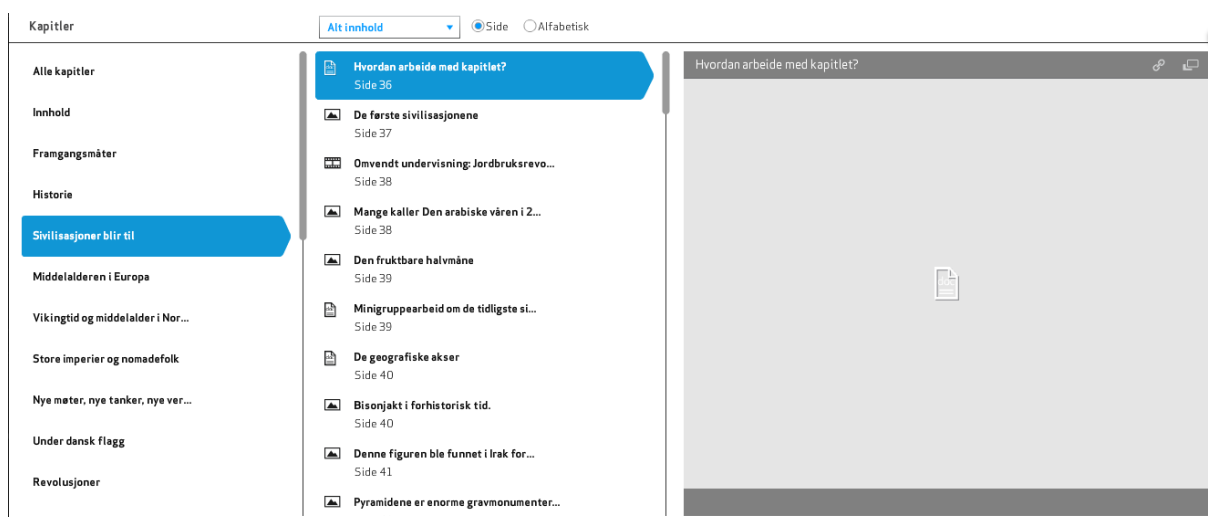 Kapitler
Alt innhold
Side
Alfabetisk
Alle kapitler
Innhold
Framgangsmåter
Historie
Sivilisasjoner blir til
Middelalderen i Europa
Vikingtid og middelalder i Nor...
Store imperier og nomadefolk
Nye møter, nye tanker, nye ver...
Under dansk flagg
Revolusjoner
Hvordan arbeide med kapitlet?
Side 36
De første sivilisasjonene
Side 37
Omvendt undervisning: Jordbruksrevo...
Side 38
Mange kaller Den arabiske våren i 2...
Side 38
Den fruktbare halvmåne
Side 39
Minigruppearbeid om de tidligste si...
Side 39
De geografiske akser
Side 40
Bisonjakt i forhistorisk tid.
Side 40
Denne figuren ble funnet i Irak for...
Side 41
Pyramidene er enorme gravmonumenter...
Hvordan arbeide med kapitlet?